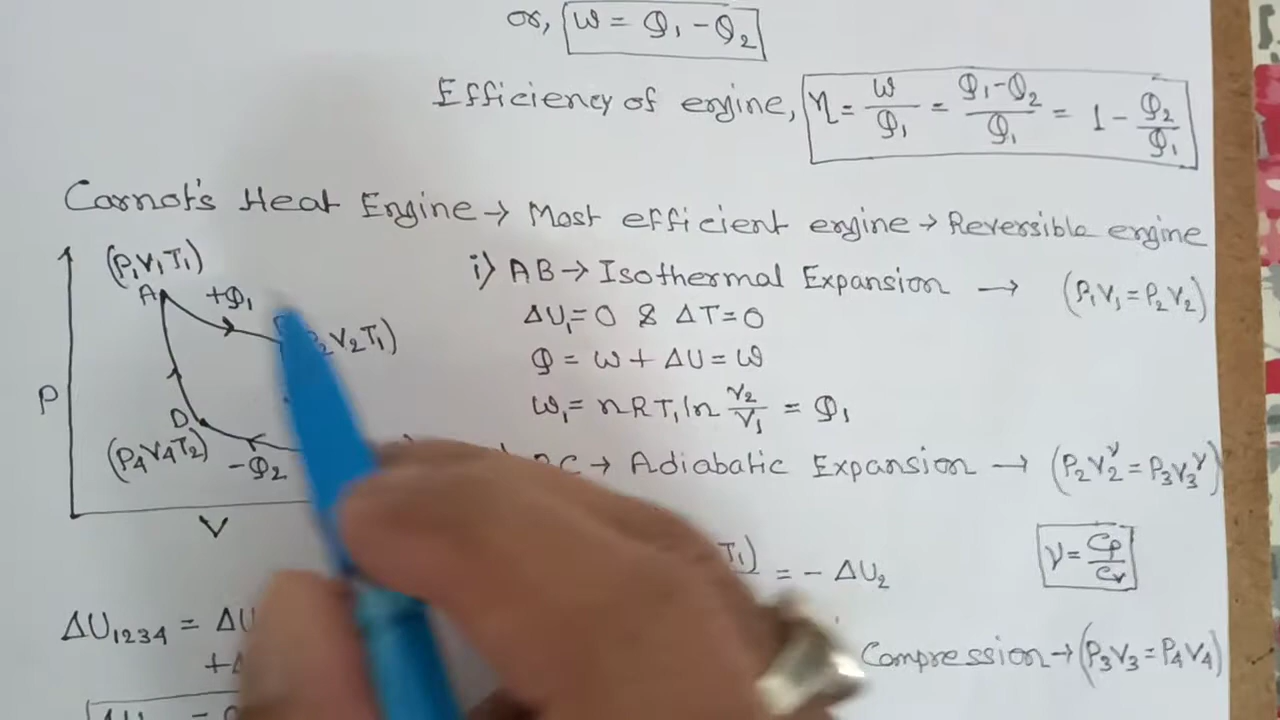 or, W = Q₁ - Q₂
Efficiency of engine, η = W/Q₁ = (Q₁-Q₂)/Q₁ = 1 - Q₂/Q₁
Carnot's Heat Engine → Most efficient engine → Reversible engine
(P₁V₁T₁)
A
+Q₁
V₂T₁)
P
D
(P₄V₄T₂)
-Q₂
V
i) AB → Isothermal Expansion → (P₁V₁ = P₂V₂)
ΔU₁=0 & ΔT=0
Q = W + ΔU = W
W₁ = nRT₁ ln V₂/V₁ = Q₁
C → Adiabatic Expansion → (P₂V₂^γ = P₃V₃^γ)
T₁) = - ΔU₂
γ = Cp/Cv
Compression → (P₃V₃ = P₄V₄)
ΔU₁₂₃₄ = ΔU
+Δ